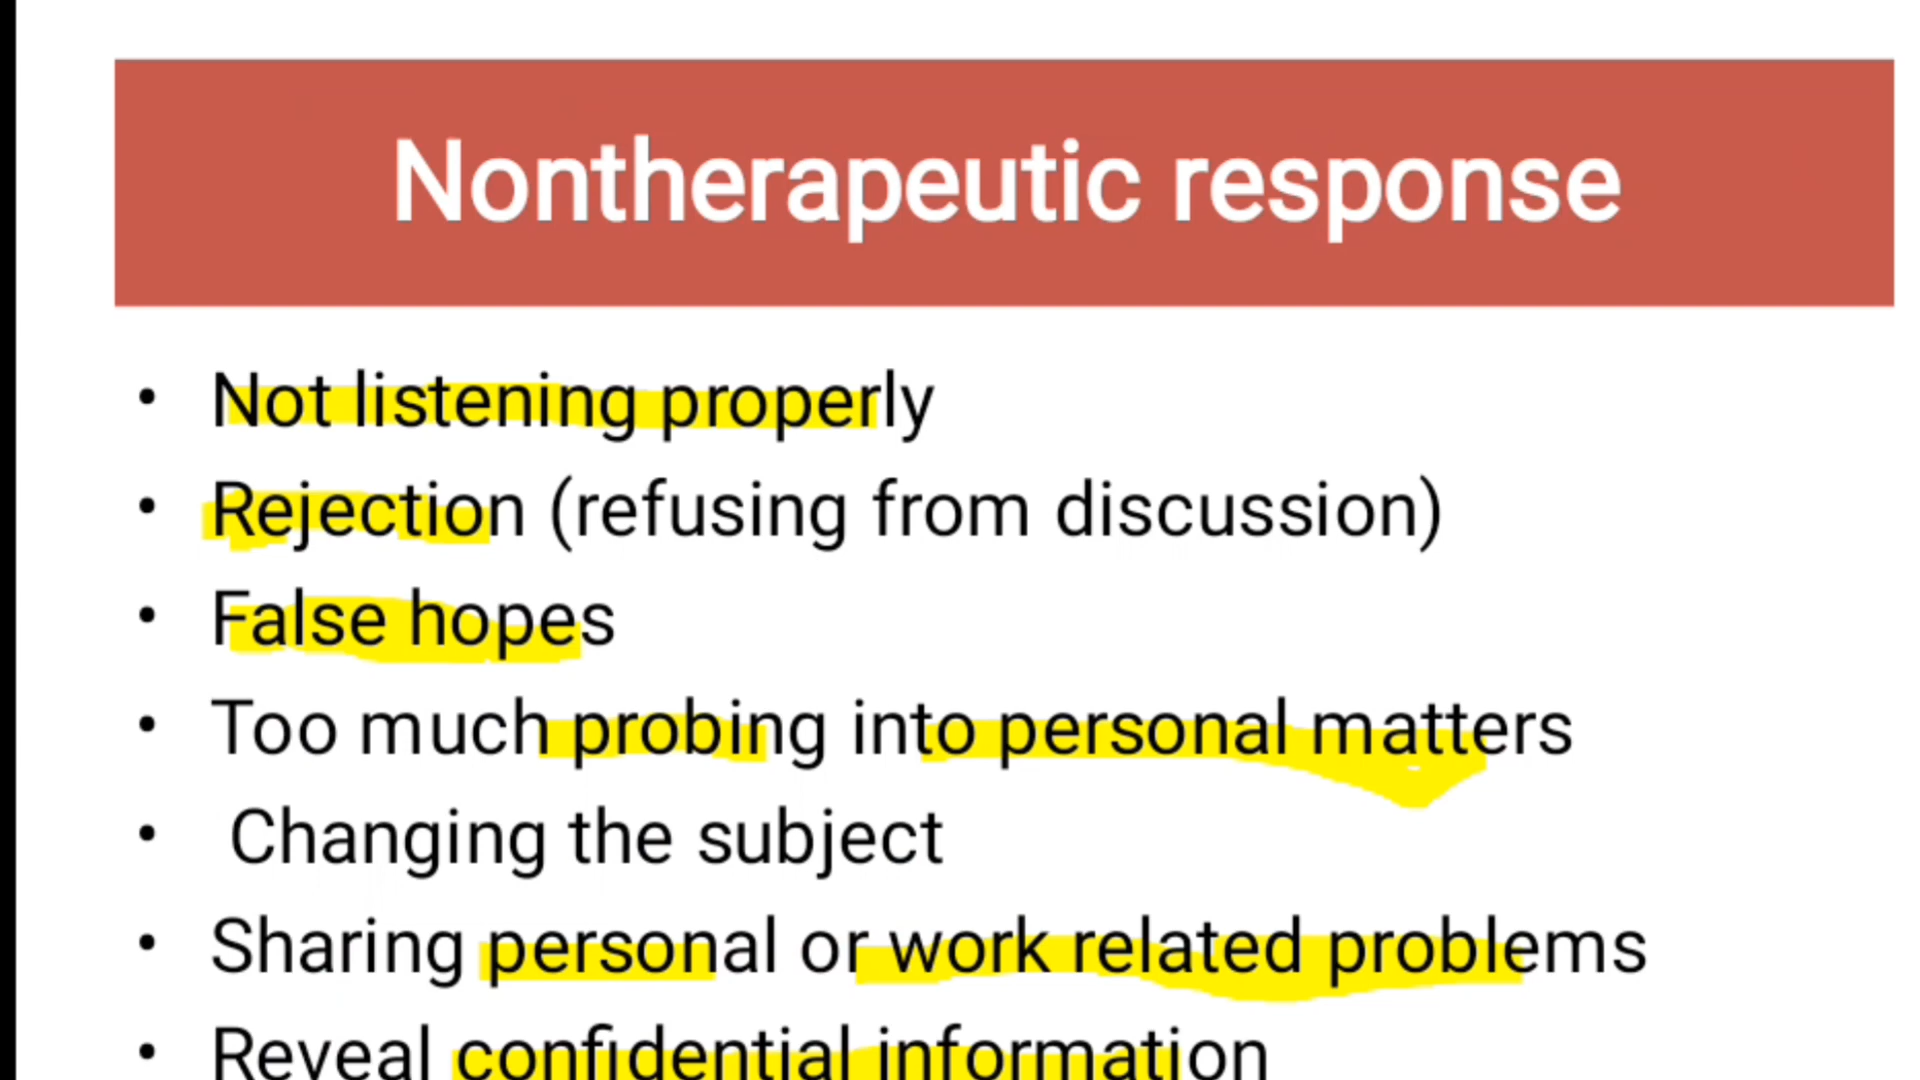 Nontherapeutic response
• Not listening properly
• Rejection (refusing from discussion)
• False hopes
• Too much probing into personal matters
• Changing the subject
• Sharing personal or work related problems
• Reveal confidential information